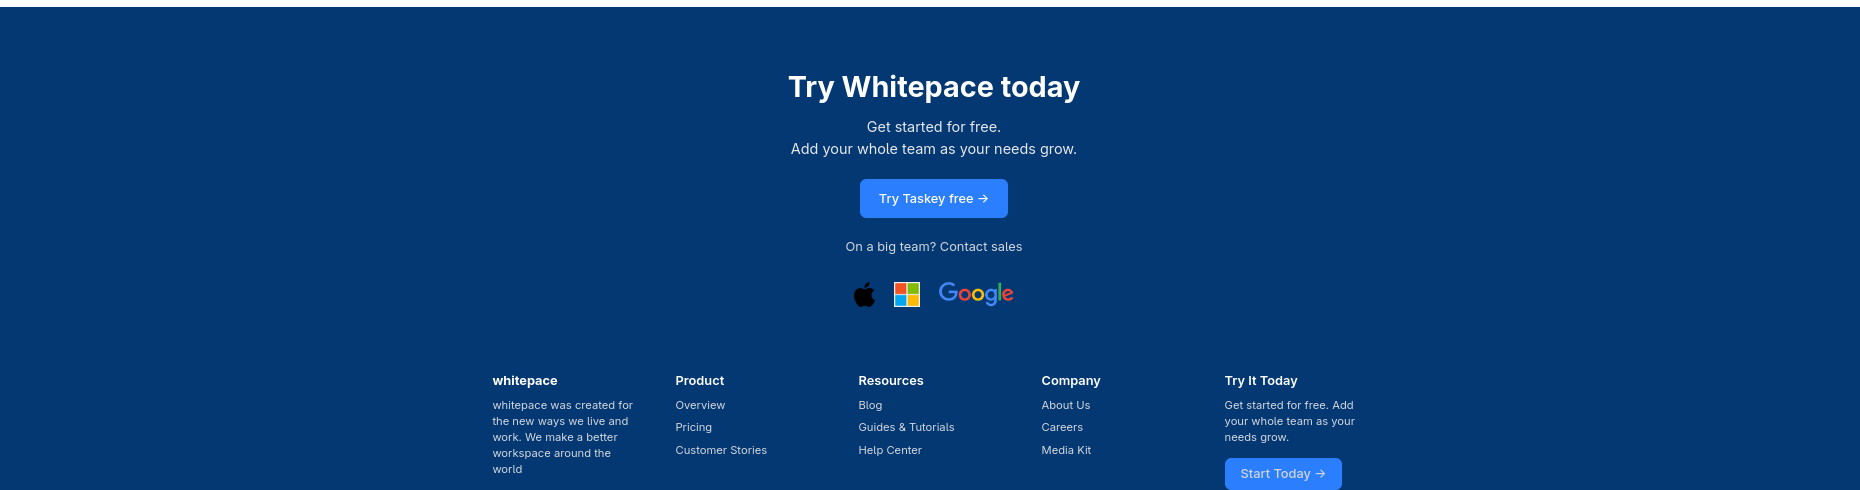 Try Whitepace today
Get started for free.
Add your whole team as your needs grow.
Try Taskey free →
On a big team? Contact sales
Google
whitepace
whitepace was created for
the new ways we live and
work. We make a better
workspace around the
world
Product
Overview
Pricing
Customer Stories
Resources
Blog
Guides & Tutorials
Help Center
Company
About Us
Careers
Media Kit
Try It Today
Get started for free. Add
your whole team as your
needs grow.
Start Today →